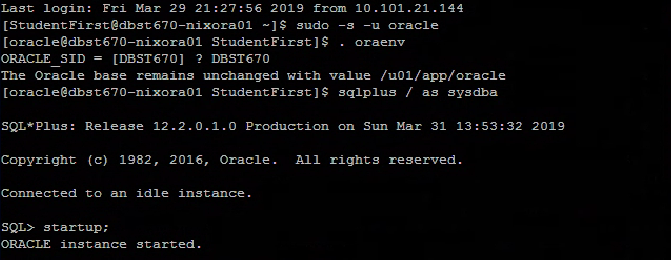 Last login: Fri Mar 29 21:27:56 2019 from 10.101.21.144
[StudentFirst@dbst670-nixora01 ~]$ sudo -s -u oracle
[oracle@dbst670-nixora01 StudentFirst]$ . oraenv
ORACLE_SID = [DBST670] ? DBST670
The Oracle base remains unchanged with value /u01/app/oracle
[oracle@dbst670-nixora01 StudentFirst]$ sqlplus / as sysdba
SQL*Plus: Release 12.2.0.1.0 Production on Sun Mar 31 13:53:32 2019
Copyright (c) 1982, 2016, Oracle.  All rights reserved.
Connected to an idle instance.
SQL> startup;
ORACLE instance started.